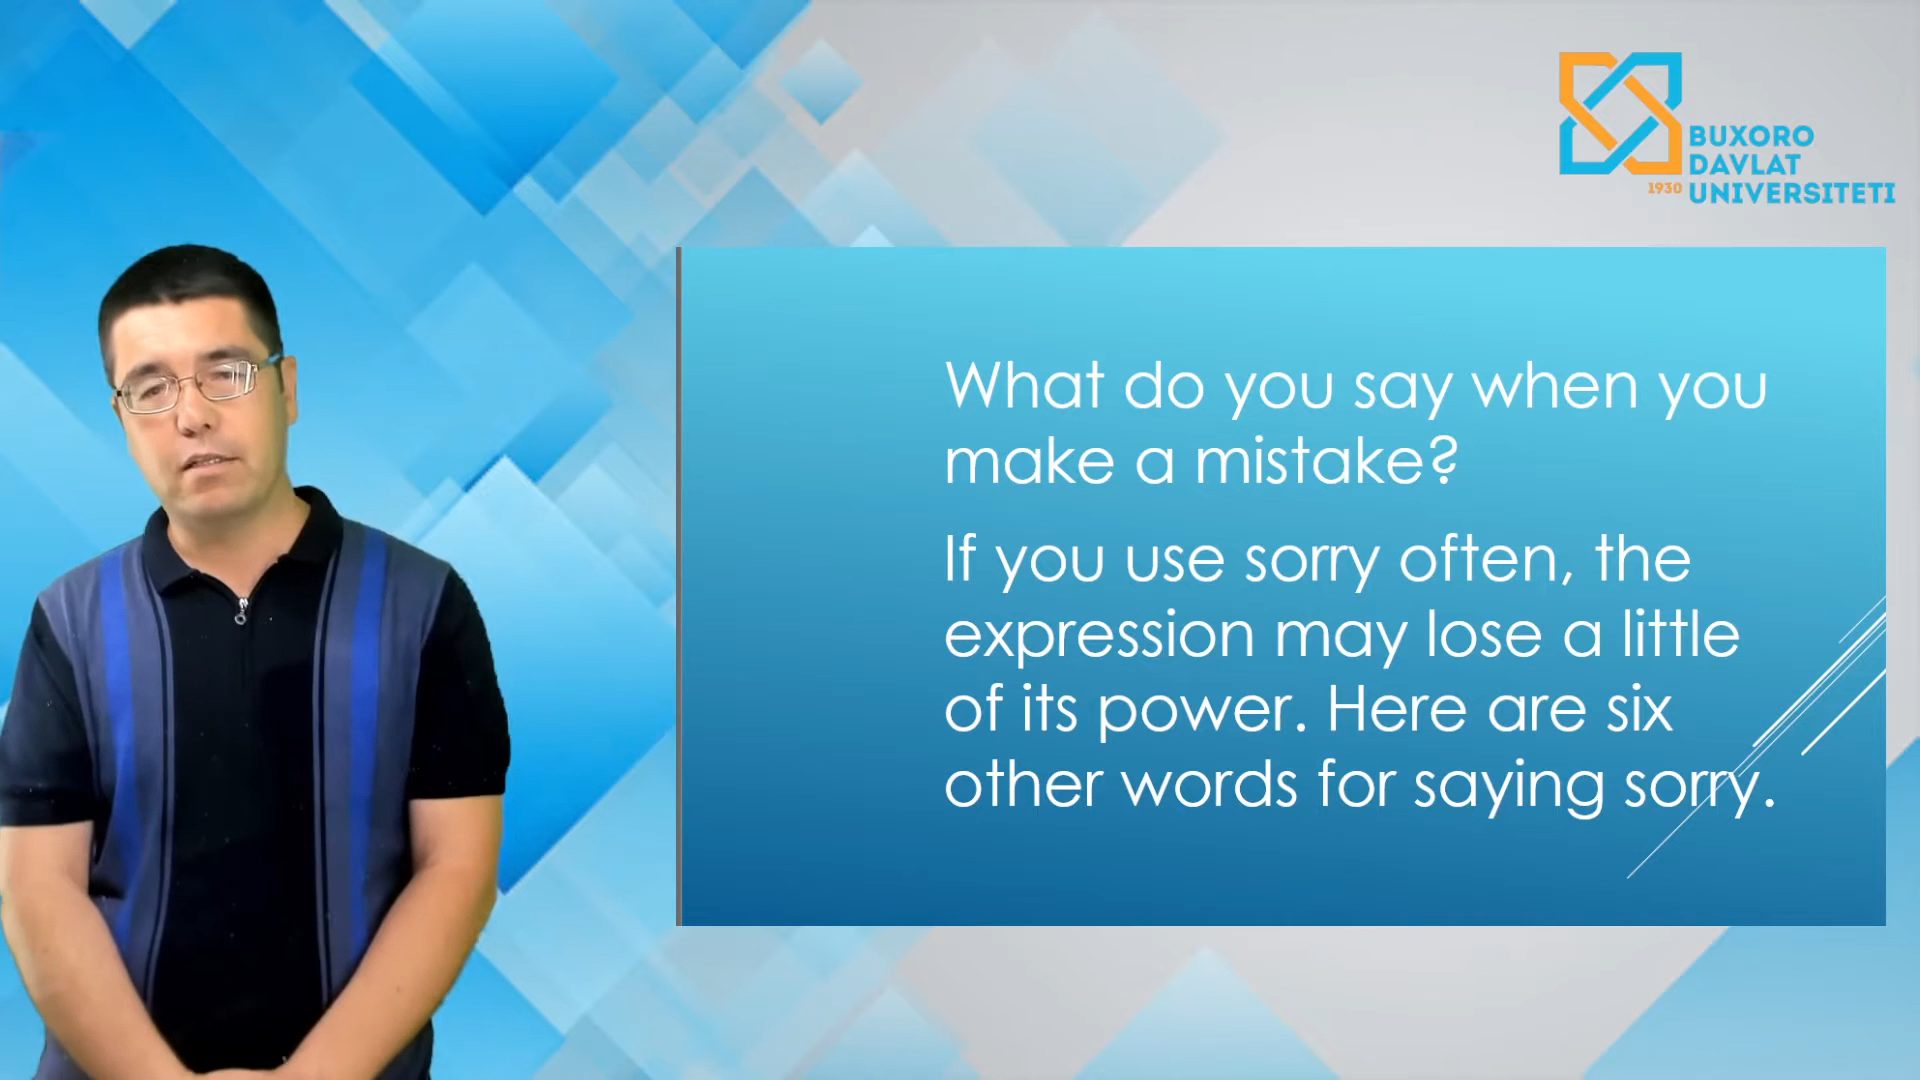 BUXORO
DAVLAT
1930 UNIVERSITETI
What do you say when you
make a mistake?
If you use sorry often, the
expression may lose a little
of its power. Here are six
other words for saying sorry.